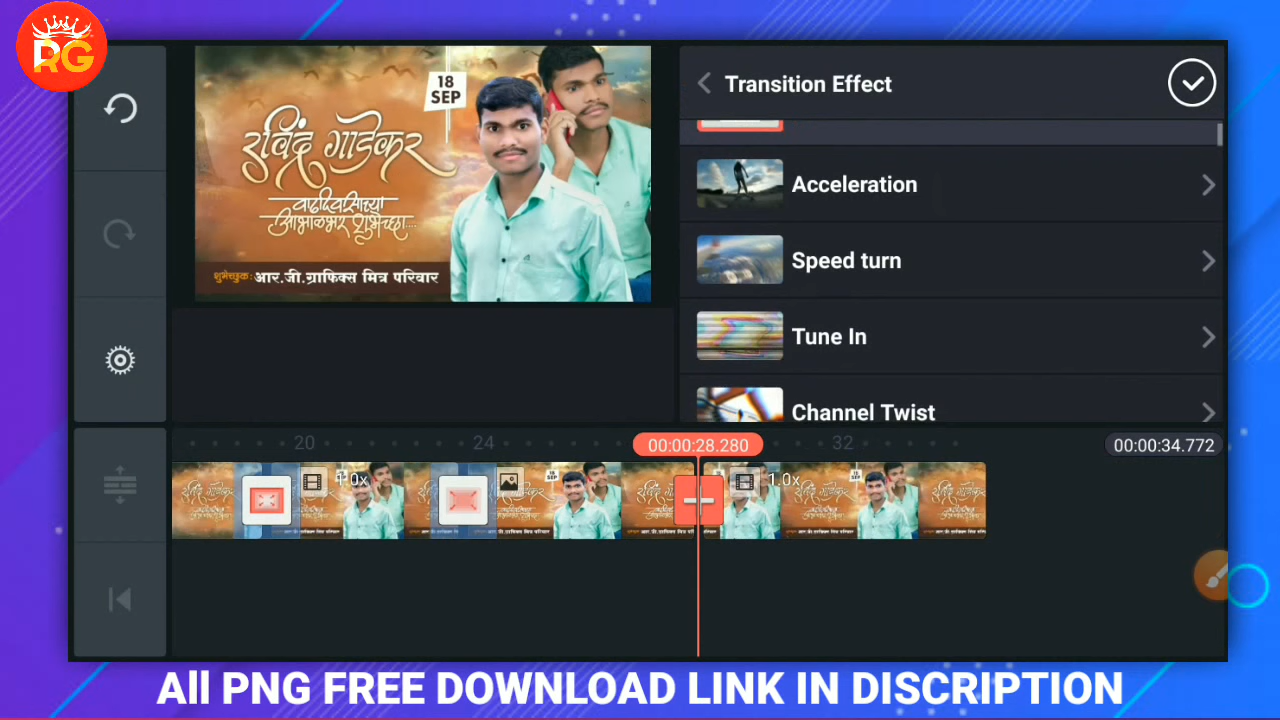 RG
18
SEP
रविंद्र गाडेकर
वाढदिवसाच्या
आभाळभर शुभेच्छा....
शुभेच्छुक:- आर.जी.ग्राफिक्स मित्र परिवार
Transition Effect
Acceleration
Speed turn
Tune In
Channel Twist
20
24
00:00:28.280
32
00:00:34.772
1.0x
1.0x
All PNG FREE DOWNLOAD LINK IN DISCRIPTION